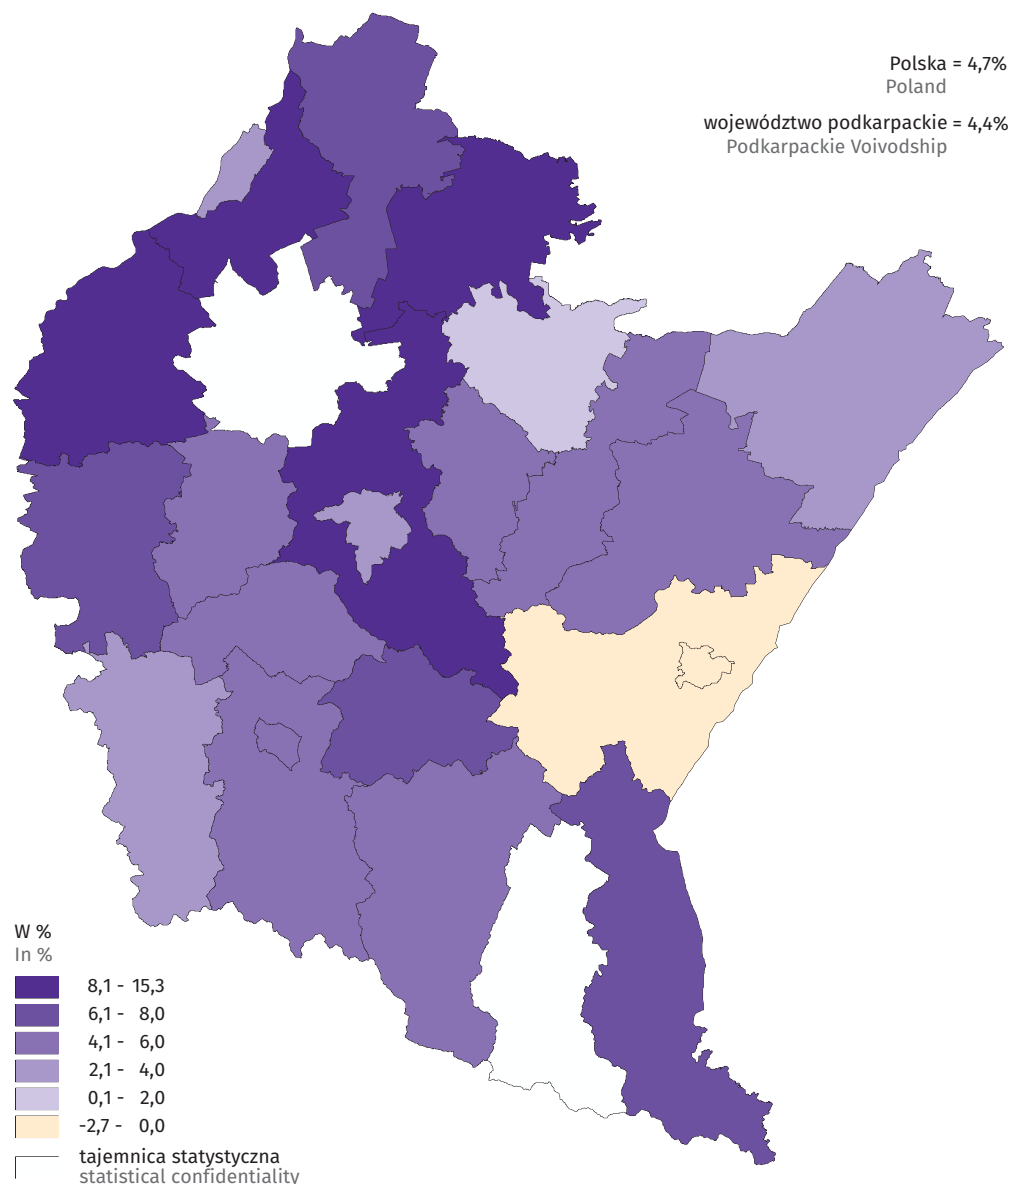 Polska = 4,7%
Poland
województwo podkarpackie = 4,4%
Podkarpackie Voivodship
W %
In %
8,1 - 15,3
6,1 - 8,0
4,1 - 6,0
2,1 - 4,0
0,1 - 2,0
-2,7 - 0,0
tajemnica statystyczna
statistical confidentiality